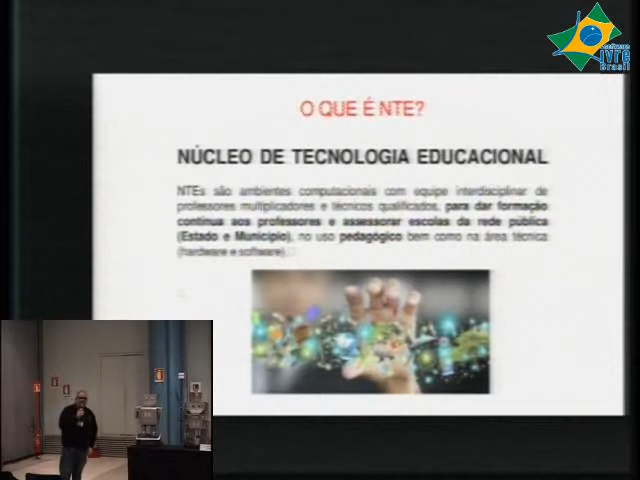 software
livre
Brasil
O QUE É NTE?
NÚCLEO DE TECNOLOGIA EDUCACIONAL
NTEs são ambientes computacionais com equipe interdisciplinar de
professores multiplicadores e técnicos qualificados, para dar formação
continua aos professores e assessorar escolas da rede pública
(Estado e Município), no uso pedagógico bem como na área técnica
(hardware e software).